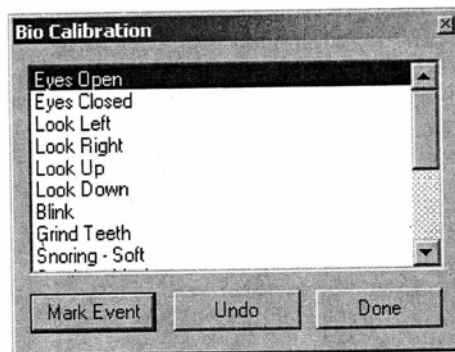 Bio Calibration
Eyes Open
Eyes Closed
Look Left
Look Right
Look Up
Look Down
Blink
Grind Teeth
Snoring - Soft
Mark Event
Undo
Done